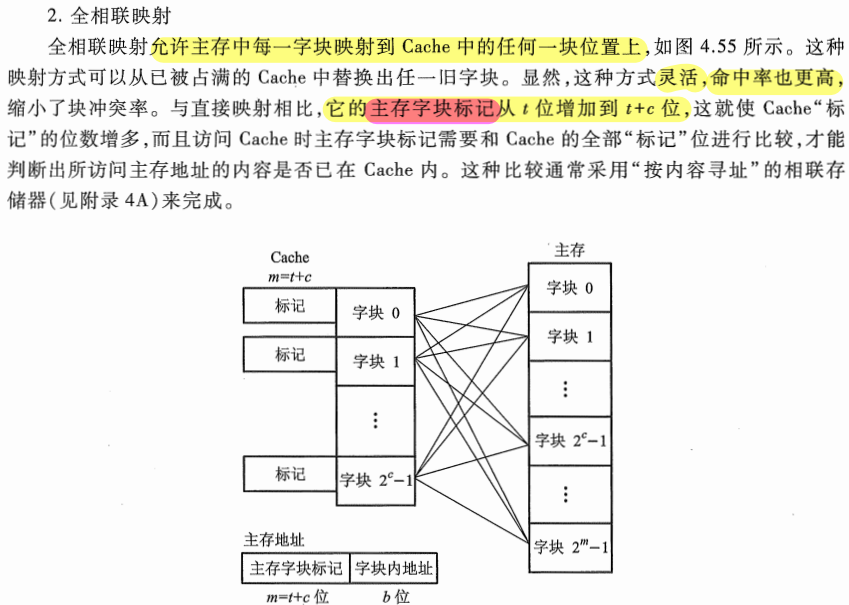 2. 全相联映射
全相联映射允许主存中每一字块映射到 Cache 中的任何一块位置上,如图 4.55 所示。这种
映射方式可以从已被占满的 Cache 中替换出任一旧字块。显然,这种方式灵活,命中率也更高,
缩小了块冲突率。与直接映射相比,它的主存字块标记从 t 位增加到 t+c 位,这就使 Cache“标
记”的位数增多,而且访问 Cache 时主存字块标记需要和 Cache 的全部“标记”位进行比较,才能
判断出所访问主存地址的内容是否已在 Cache 内。这种比较通常采用“按内容寻址”的相联存
储器(见附录 4A)来完成。
Cache
m=t+c
标记
字块 0
标记
字块 1
⋮
标记
字块 2^c-1
主存
字块 0
字块 1
⋮
字块 2^c-1
⋮
字块 2^m-1
主存地址
主存字块标记 字块内地址
m=t+c 位 b 位